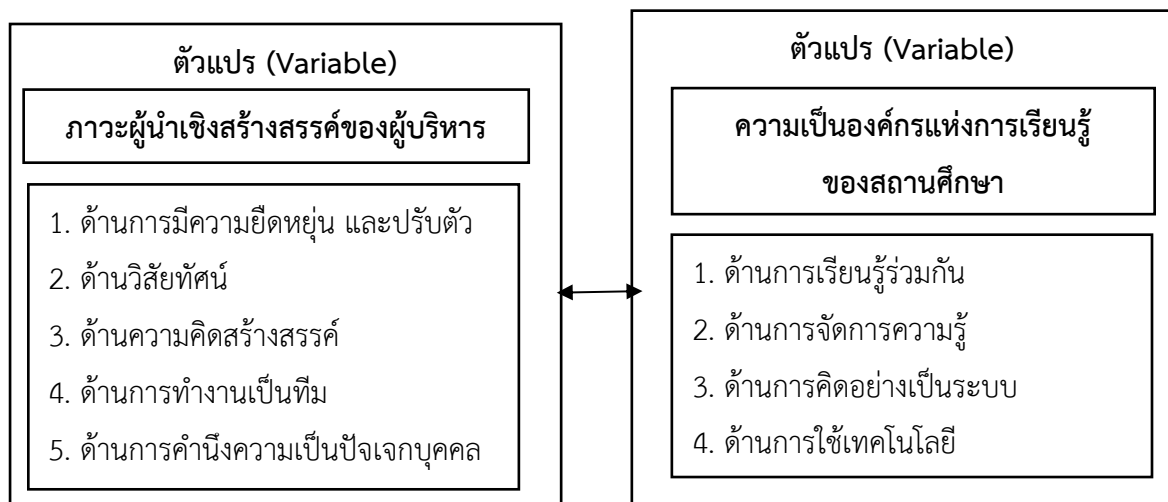 ตัวแปร (Variable)
ภาวะผู้นำเชิงสร้างสรรค์ของผู้บริหาร
1. ด้านการมีความยืดหยุ่น และปรับตัว
2. ด้านวิสัยทัศน์
3. ด้านความคิดสร้างสรรค์
4. ด้านการทำงานเป็นทีม
5. ด้านการคำนึงความเป็นปัจเจกบุคคล
ตัวแปร (Variable)
ความเป็นองค์กรแห่งการเรียนรู้
ของสถานศึกษา
1. ด้านการเรียนรู้ร่วมกัน
2. ด้านการจัดการความรู้
3. ด้านการคิดอย่างเป็นระบบ
4. ด้านการใช้เทคโนโลยี